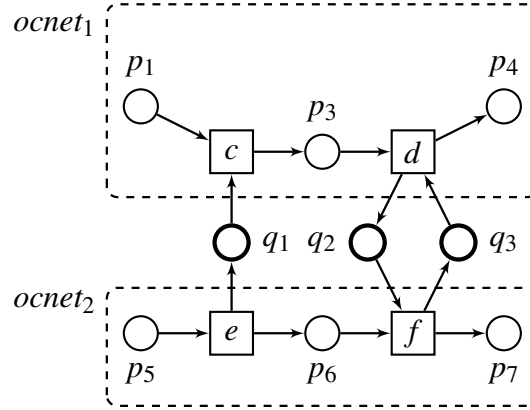 ocnet₁
p₁
p₄
p₃
c
d
q₁
q₂
q₃
ocnet₂
e
f
p₅
p₆
p₇